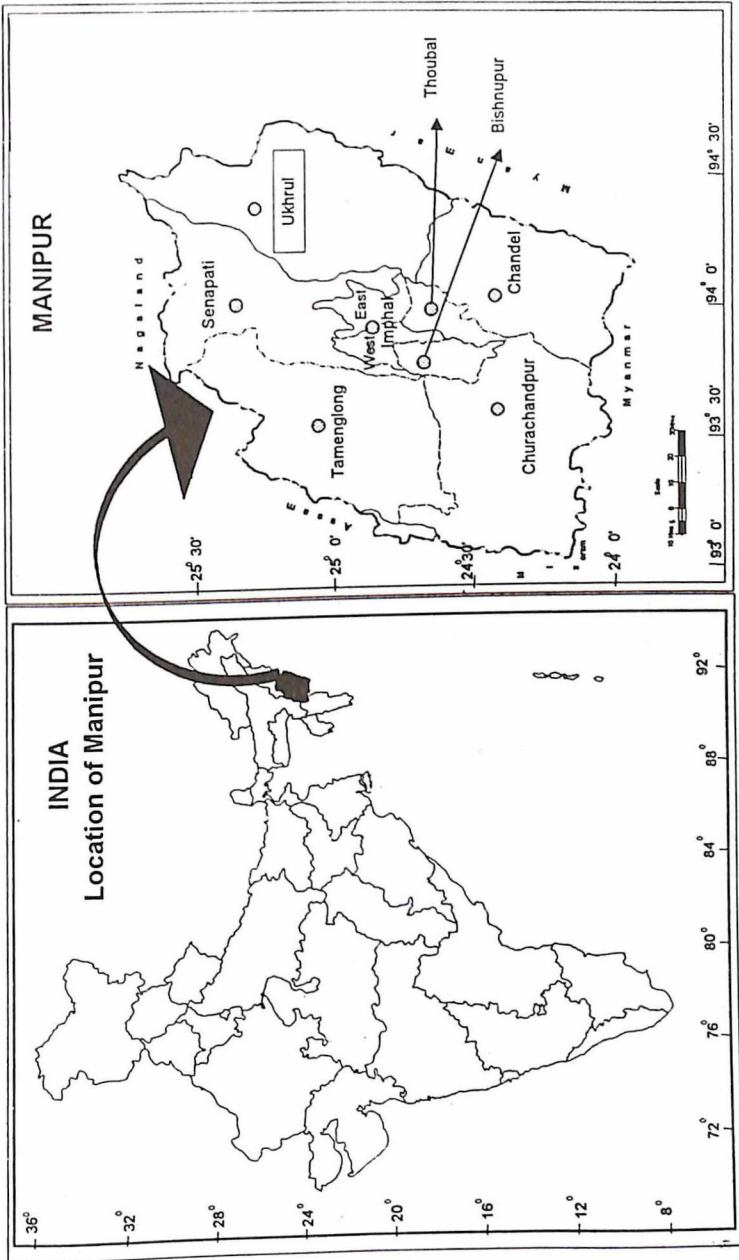 INDIA
Location of Manipur
36°
32°
28°
24°
20°
16°
12°
8°
72°
76°
80°
84°
88°
92°
MANIPUR
Nagaland
Senapati
Ukhrul
Tamenglong
West
East
Imphal
Thoubal
Bishnupur
Churachandpur
Chandel
Myanmar
25° 30'
25° 0'
24° 30'
24° 0'
93° 0'
93° 30'
94° 0'
94° 30'
Scale